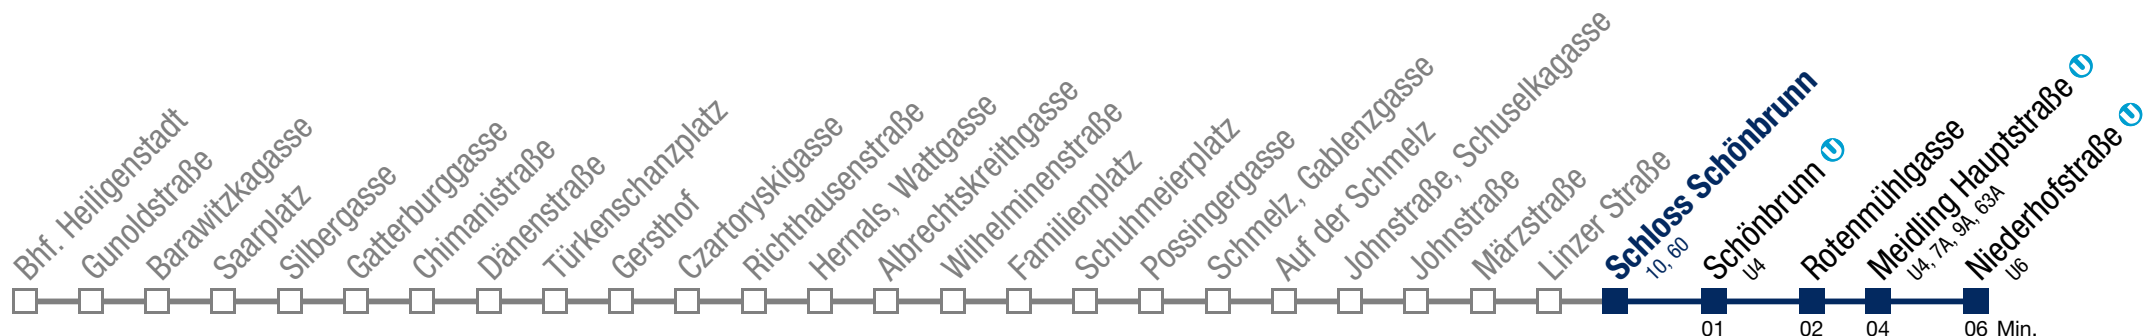 Bhf. Heiligenstadt
Gunoldstraße
Barawitzkagasse
Saarplatz
Silbergasse
Gatterburggasse
Chimanistraße
Dänenstraße
Türkenschanzplatz
Gersthof
Czartoryskigasse
Richthausenstraße
Hernals, Wattgasse
Albrechtskreithgasse
Wilhelminenstraße
Familienplatz
Schuhmeierplatz
Possingergasse
Schmelz, Gablenzgasse
Auf der Schmelz
Johnstraße, Schuselkagasse
Johnstraße
Märzstraße
Linzer Straße
Schloss Schönbrunn
10, 60
Schönbrunn U
U4
Rotenmühlgasse
Meidling Hauptstraße U
U4, 7A, 9A, 63A
Niederhofstraße U
U6
01 02 04 06 Min.